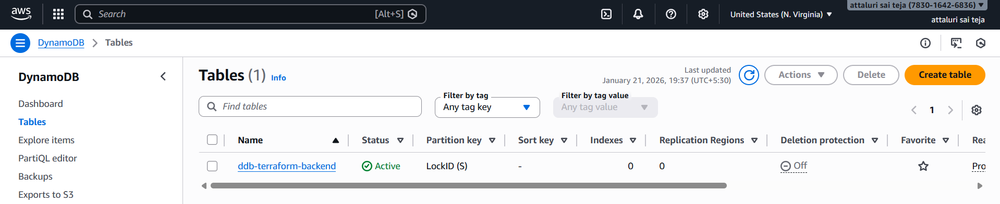 aws
Search [Alt+S]
United States (N. Virginia)
attaluri sai teja (7830-1642-6836)
attaluri sai teja
DynamoDB
Tables
DynamoDB
Dashboard
Tables
Explore items
PartiQL editor
Backups
Exports to S3
Tables (1) Info
Last updated
January 21, 2026, 19:37 (UTC+5:30)
Actions
Delete
Create table
Find tables
Filter by tag
Any tag key
Filter by tag value
Any tag value
1
Name Status Partition key Sort key Indexes Replication Regions Deletion protection Favorite Rea
ddb-terraform-backend Active LockID (S) - 0 0 Off Pro